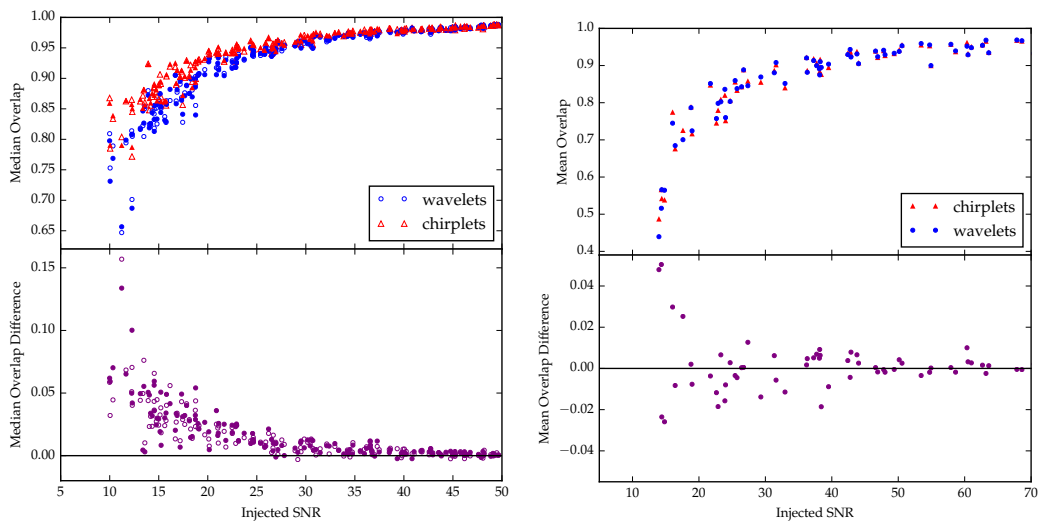 1.00
0.95
0.90
0.85
0.80
0.75
0.70
0.65
Median Overlap
wavelets
chirplets
0.15
0.10
0.05
0.00
Median Overlap Difference
5 10 15 20 25 30 35 40 45 50
Injected SNR
1.0
0.9
0.8
0.7
0.6
0.5
0.4
Mean Overlap
chirplets
wavelets
0.04
0.02
0.00
−0.02
−0.04
Mean Overlap Difference
10 20 30 40 50 60 70
Injected SNR